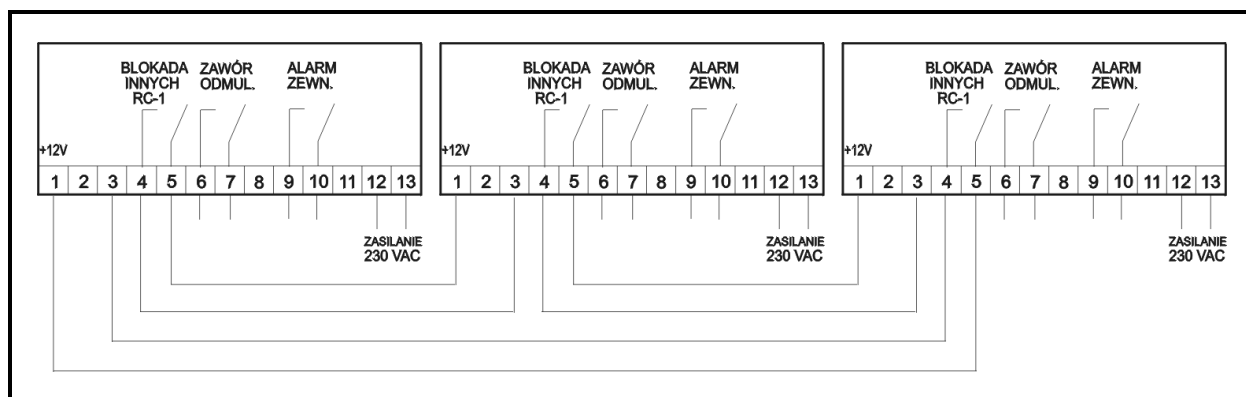 BLOKADA ZAWÓR ALARM
INNYCH ODMUL. ZEWN.
RC-1
+12V
1 2 3 4 5 6 7 8 9 10 11 12 13
ZASILANIE
230 VAC
BLOKADA ZAWÓR ALARM
INNYCH ODMUL. ZEWN.
RC-1
+12V
1 2 3 4 5 6 7 8 9 10 11 12 13
ZASILANIE
230 VAC
BLOKADA ZAWÓR ALARM
INNYCH ODMUL. ZEWN.
RC-1
+12V
1 2 3 4 5 6 7 8 9 10 11 12 13
ZASILANIE
230 VAC